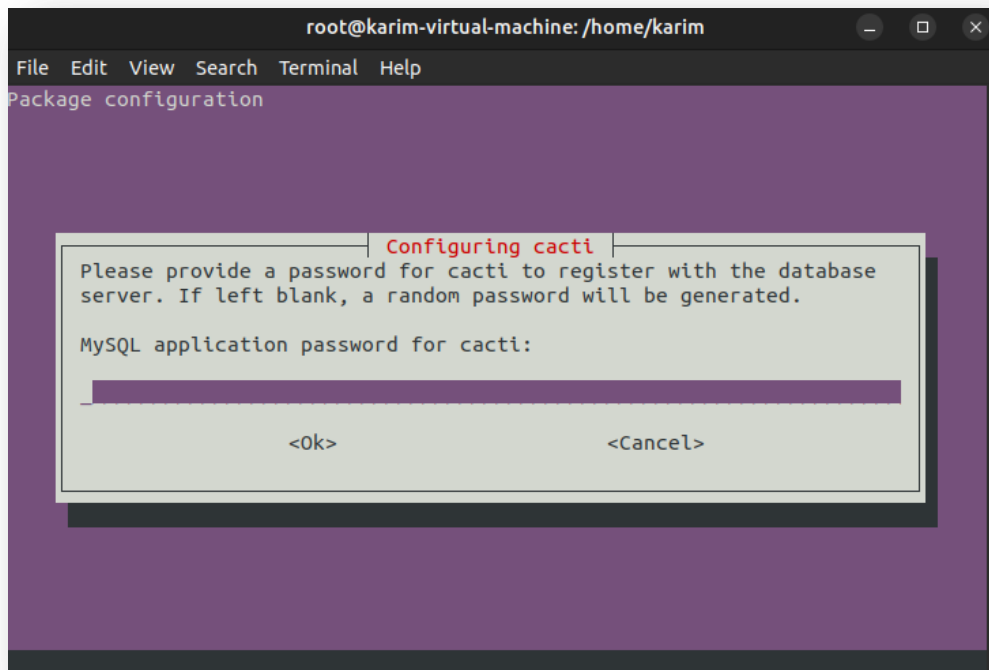 root@karim-virtual-machine: /home/karim
File Edit View Search Terminal Help
Package configuration
Configuring cacti
Please provide a password for cacti to register with the database
server. If left blank, a random password will be generated.
MySQL application password for cacti:
<Ok> <Cancel>